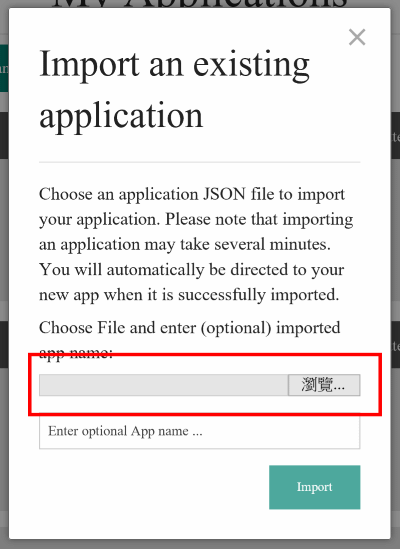 My Applications
Import an existing
application
Choose an application JSON file to import
your application. Please note that importing
an application may take several minutes.
You will automatically be directed to your
new app when it is successfully imported.
Choose File and enter (optional) imported
app name:
瀏覽...
Enter optional App name ...
Import